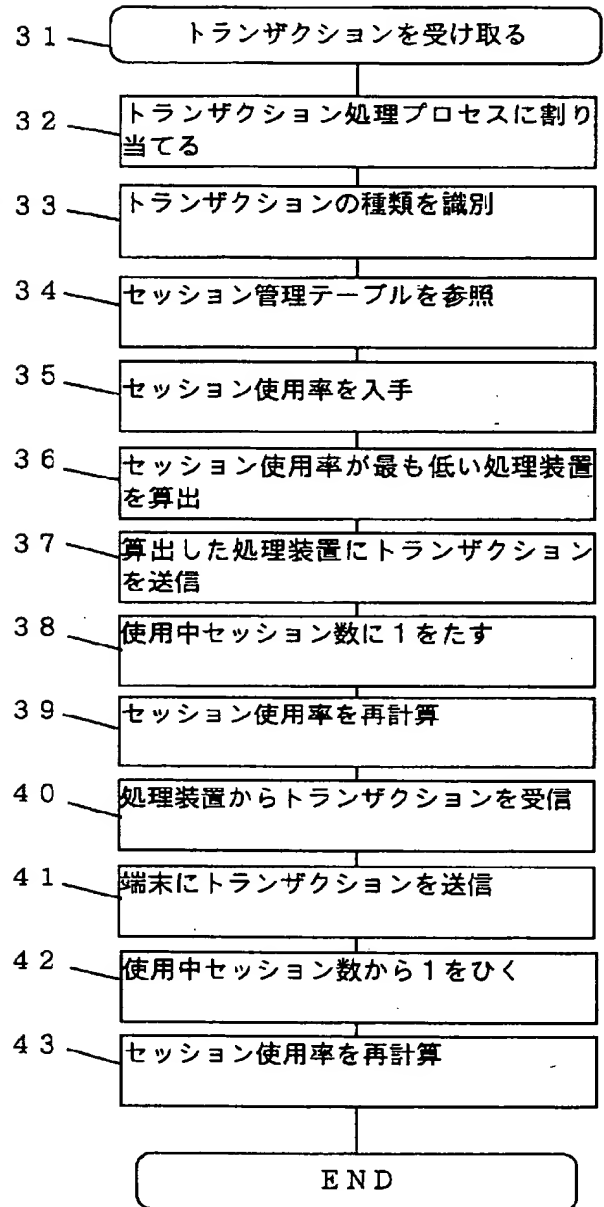 31 トランザクションを受け取る
32 トランザクション処理プロセスに割り
当てる
33 トランザクションの種類を識別
34 セッション管理テーブルを参照
35 セッション使用率を入手
36 セッション使用率が最も低い処理装置
を算出
37 算出した処理装置にトランザクション
を送信
38 使用中セッション数に1をたす
39 セッション使用率を再計算
40 処理装置からトランザクションを受信
41 端末にトランザクションを送信
42 使用中セッション数から1をひく
43 セッション使用率を再計算
END